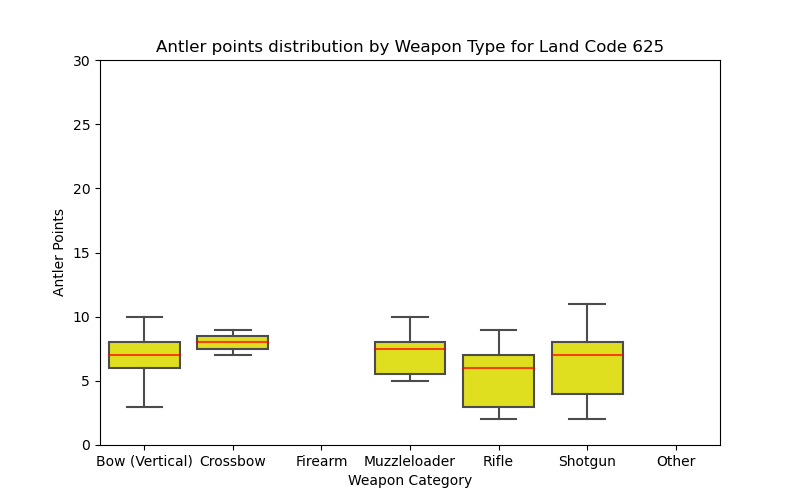 Antler points distribution by Weapon Type for Land Code 625
Antler Points
30
25
20
15
10
5
0
Bow (Vertical) Crossbow Firearm Muzzleloader Rifle Shotgun Other
Weapon Category